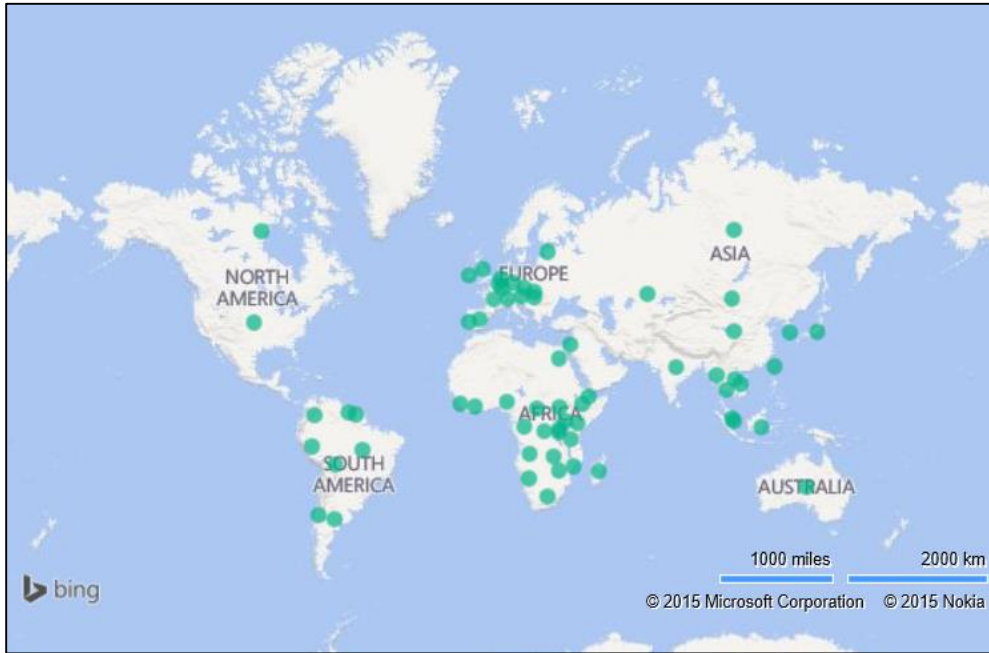 ASIA
EUROPE
NORTH
AMERICA
AFRICA
SOUTH
AMERICA
AUSTRALIA
1000 miles
2000 km
bing
© 2015 Microsoft Corporation
© 2015 Nokia